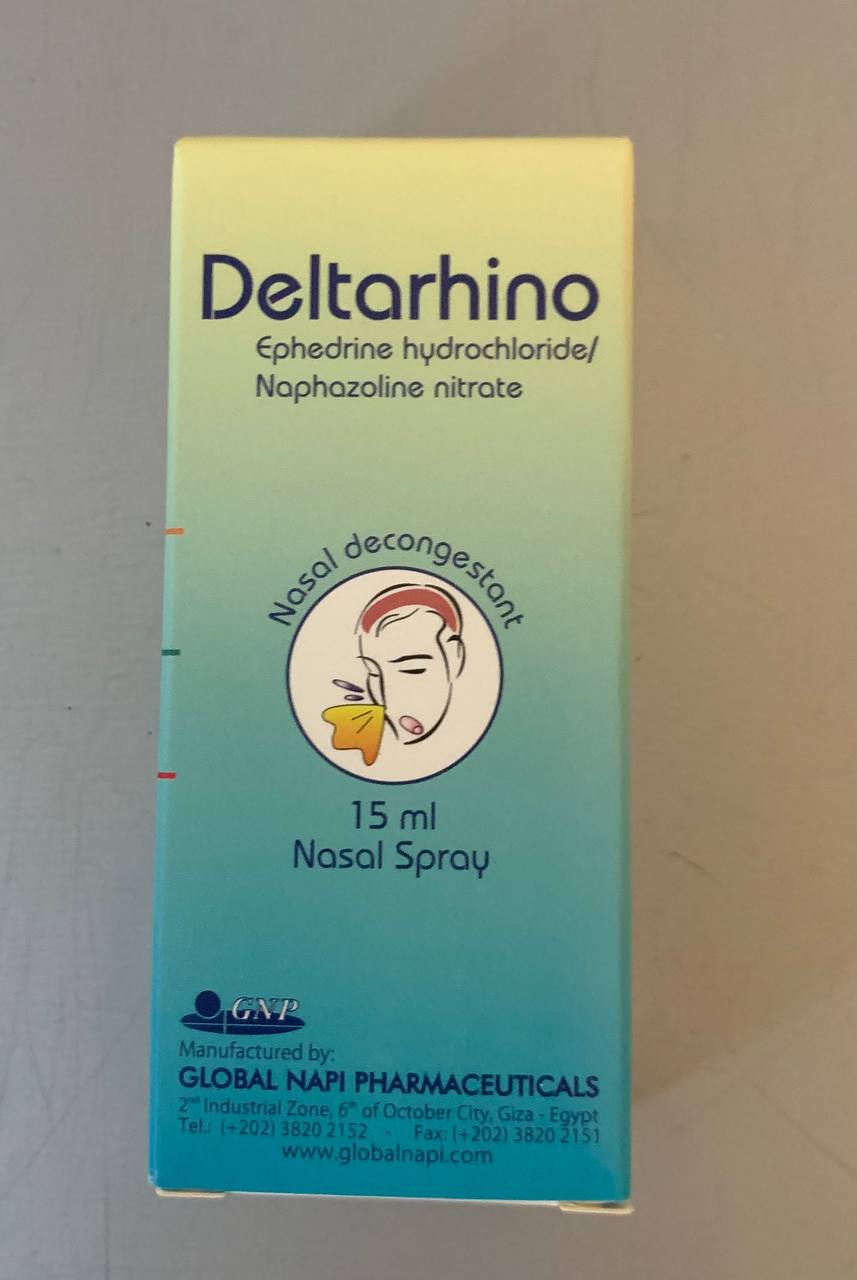 Deltarhino
Ephedrine hydrochloride/
Naphazoline nitrate
Nasal decongestant
15 ml
Nasal Spray
GNP
Manufactured by:
GLOBAL NAPI PHARMACEUTICALS
2nd Industrial Zone, 6th of October City, Giza - Egypt
Tel.: (+202) 3820 2152 - Fax: (+202) 3820 2151
www.globalnapi.com